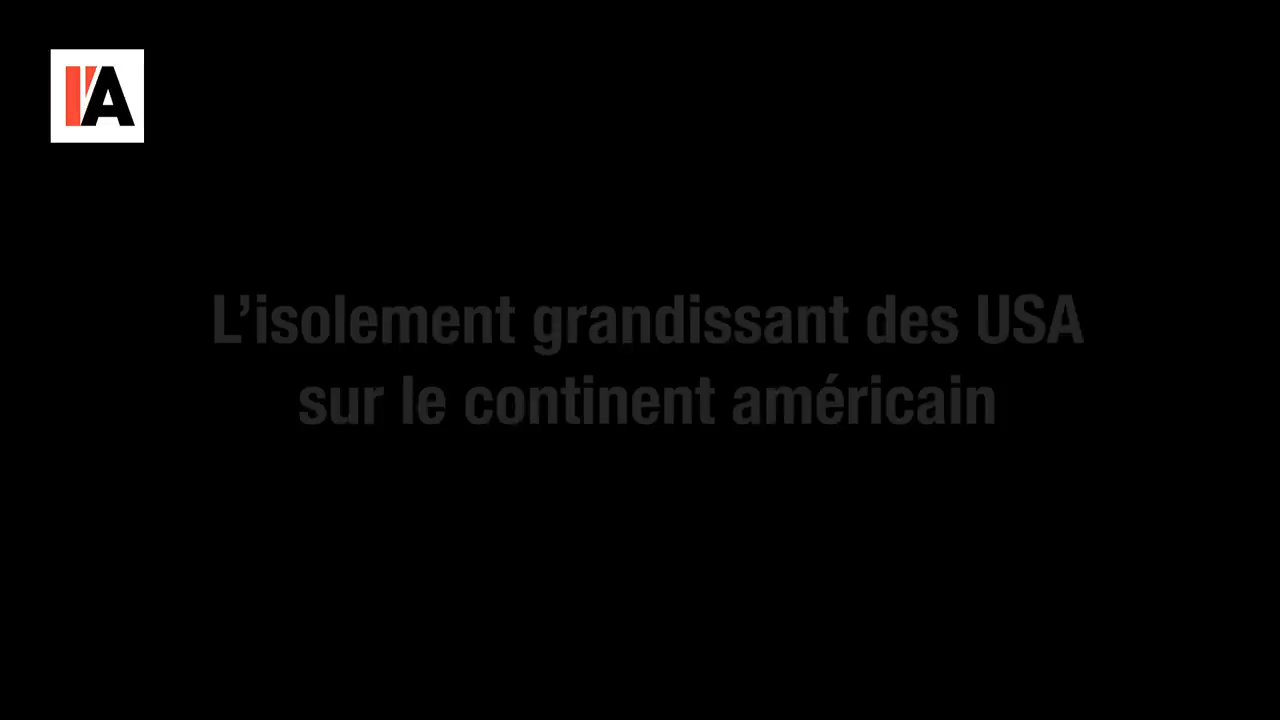 l'A
L’isolement grandissant des USA
sur le continent américain